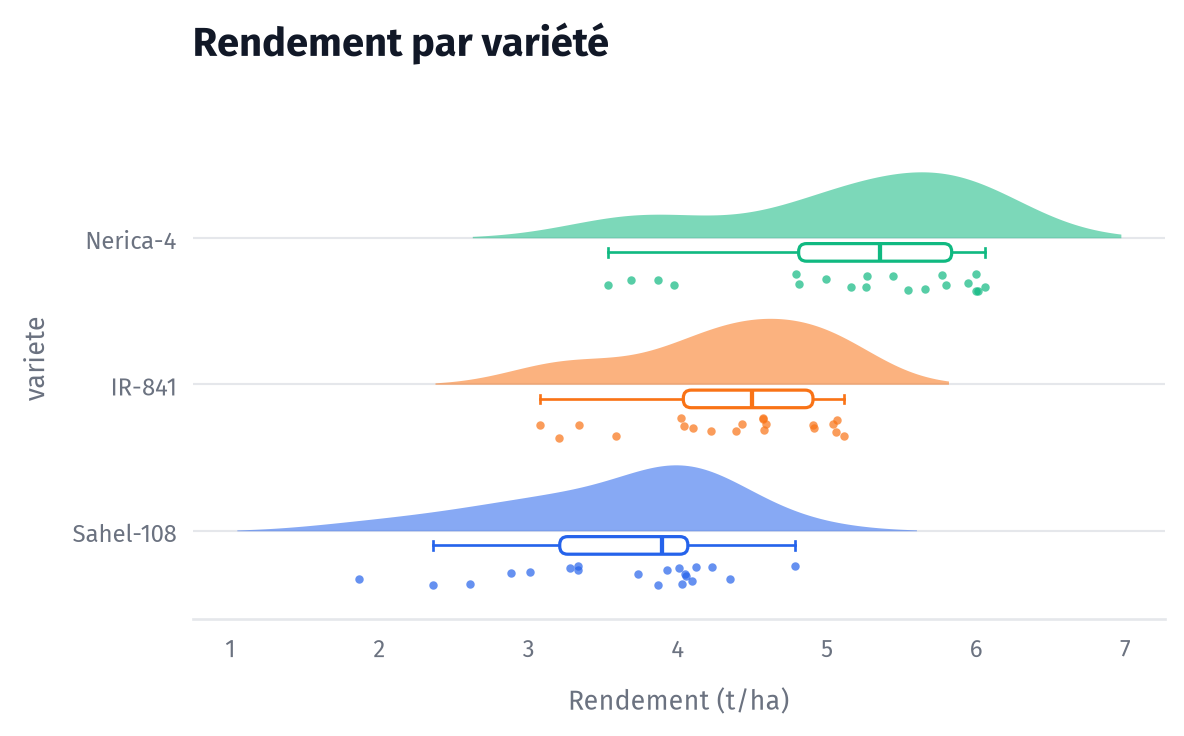 Rendement par variété
Nerica-4
IR-841
Sahel-108
variete
1 2 3 4 5 6 7
Rendement (t/ha)